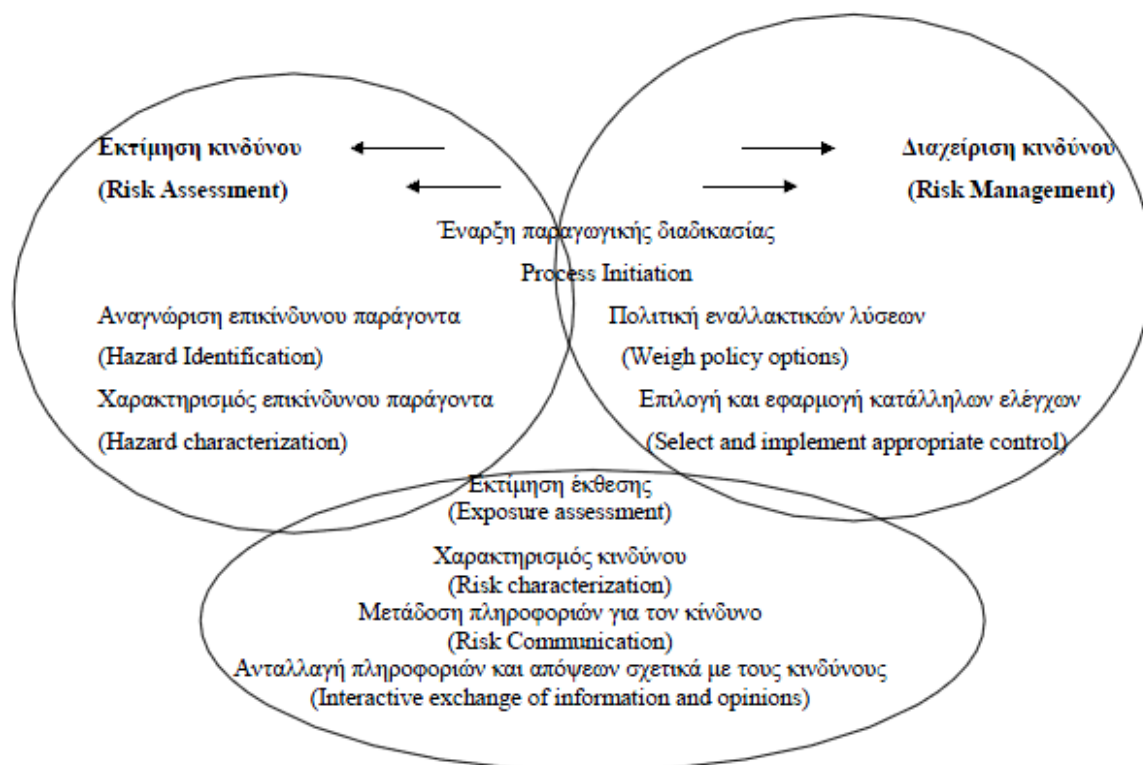 Εκτίμηση κινδύνου
(Risk Assessment)
Διαχείριση κινδύνου
(Risk Management)
Έναρξη παραγωγικής διαδικασίας
Process Initiation
Αναγνώριση επικίνδυνου παράγοντα
(Hazard Identification)
Χαρακτηρισμός επικίνδυνου παράγοντα
(Hazard characterization)
Πολιτική εναλλακτικών λύσεων
(Weigh policy options)
Επιλογή και εφαρμογή κατάλληλων ελέγχων
(Select and implement appropriate control)
Εκτίμηση έκθεσης
(Exposure assessment)
Χαρακτηρισμός κινδύνου
(Risk characterization)
Μετάδοση πληροφοριών για τον κίνδυνο
(Risk Communication)
Ανταλλαγή πληροφοριών και απόψεων σχετικά με τους κινδύνους
(Interactive exchange of information and opinions)